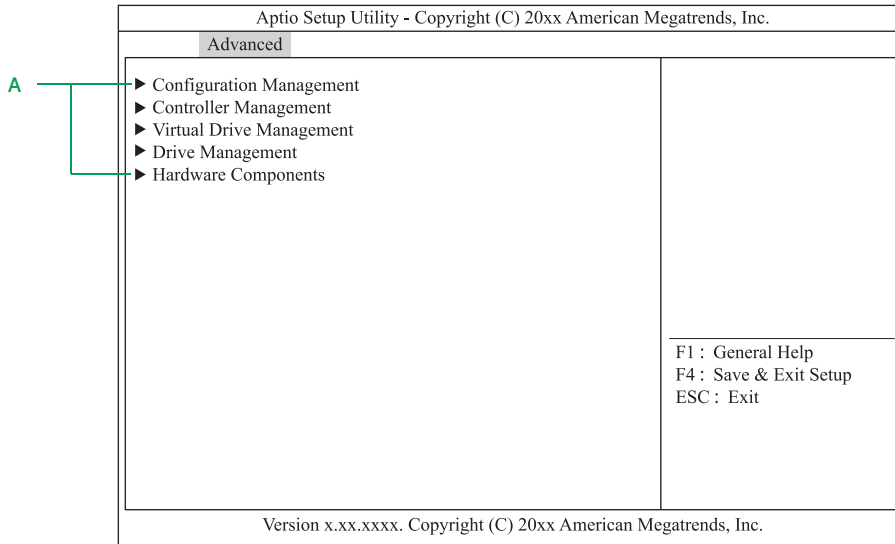 Aptio Setup Utility - Copyright (C) 20xx American Megatrends, Inc.
Advanced
A
▶ Configuration Management
▶ Controller Management
▶ Virtual Drive Management
▶ Drive Management
▶ Hardware Components
F1 : General Help
F4 : Save & Exit Setup
ESC : Exit
Version x.xx.xxxx. Copyright (C) 20xx American Megatrends, Inc.